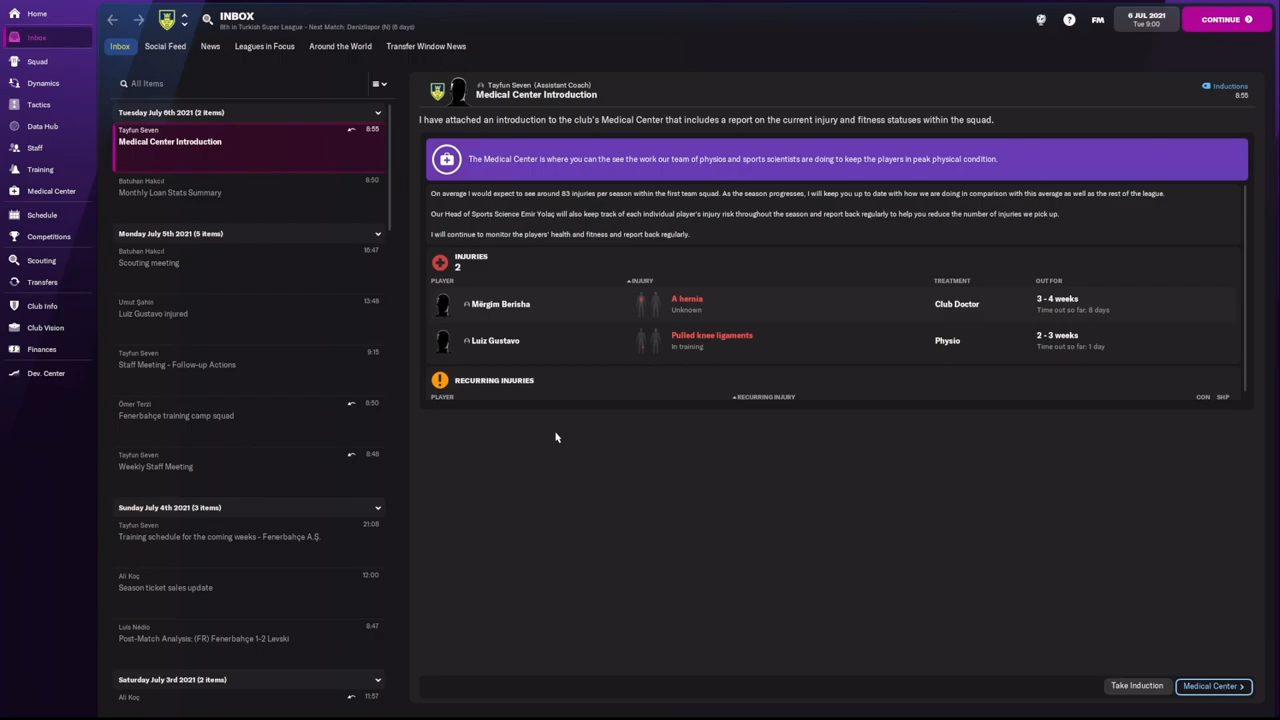 INBOX
8th in Turkish Super League - Next Match: Denizlispor (N) (6 days)
FM
6 JUL 2021
Tue 9:00
CONTINUE
Home
Inbox
Squad
Dynamics
Tactics
Data Hub
Staff
Training
Medical Center
Schedule
Competitions
Scouting
Transfers
Club Info
Club Vision
Finances
Dev. Center
Inbox Social Feed News Leagues in Focus Around the World Transfer Window News
All Items
Tuesday July 6th 2021 (2 items)
Tayfun Seven 8:55
Medical Center Introduction
Batuhan Hakcıl 8:50
Monthly Loan Stats Summary
Monday July 5th 2021 (5 items)
Batuhan Hakcıl 16:47
Scouting meeting
Umut Şahin 13:48
Luiz Gustavo injured
Tayfun Seven 9:15
Staff Meeting - Follow-up Actions
Ömer Terzi 8:50
Fenerbahçe training camp squad
Tayfun Seven 8:48
Weekly Staff Meeting
Sunday July 4th 2021 (3 items)
Tayfun Seven 21:08
Training schedule for the coming weeks - Fenerbahçe A.Ş.
Ali Koç 12:00
Season ticket sales update
Luís Nédio 8:47
Post-Match Analysis: (FR) Fenerbahçe 1-2 Levski
Saturday July 3rd 2021 (2 items)
Ali Koç 11:57
Tayfun Seven (Assistant Coach)
Medical Center Introduction
Inductions
8:55
I have attached an introduction to the club's Medical Center that includes a report on the current injury and fitness statuses within the squad.
The Medical Center is where you can the see the work our team of physios and sports scientists are doing to keep the players in peak physical condition.
On average I would expect to see around 83 injuries per season within the first team squad. As the season progresses, I will keep you up to date with how we are doing in comparison with this average as well as the rest of the league.
Our Head of Sports Science Emir Yolaç will also keep track of each individual player's injury risk throughout the season and report back regularly to help you reduce the number of injuries we pick up.
I will continue to monitor the players' health and fitness and report back regularly.
INJURIES
2
PLAYER INJURY TREATMENT OUT FOR
Mërgim Berisha A hernia Club Doctor 3 - 4 weeks
Unknown Time out so far: 8 days
Luiz Gustavo Pulled knee ligaments Physio 2 - 3 weeks
In training Time out so far: 1 day
RECURRING INJURIES
PLAYER RECURRING INJURY CON SHP
Take Induction
Medical Center